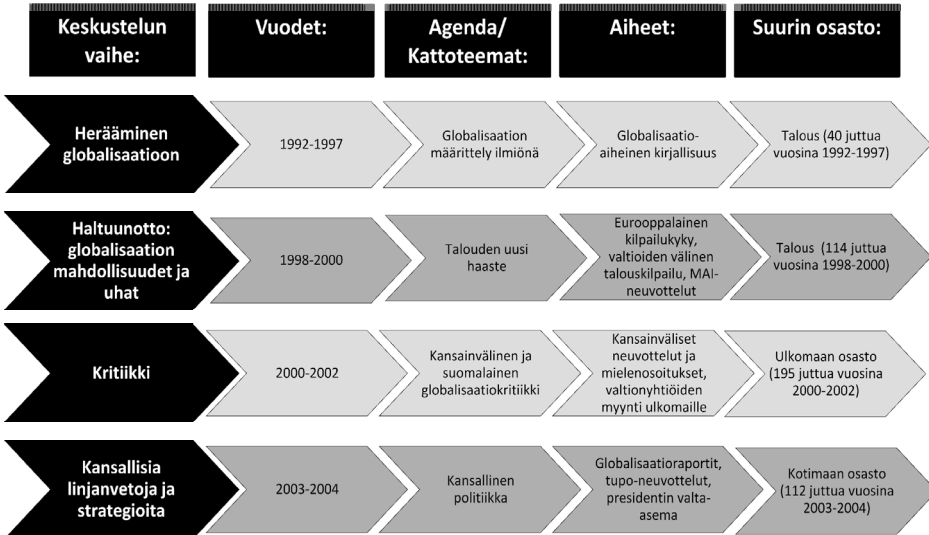 Keskustelun
vaihe:
Vuodet:
Agenda/
Kattoteemat:
Aiheet:
Suurin osasto:
Herääminen
globalisaatioon
1992-1997
Globalisaation
määrittely ilmiönä
Globalisaatio-
aiheinen kirjallisuus
Talous (40 juttua
vuosina 1992-1997)
Haltuunotto:
globalisaation
mahdollisuudet ja
uhat
1998-2000
Talouden uusi
haaste
Eurooppalainen
kilpailukyky,
valtioiden välinen
talouskilpailu, MAI-
neuvottelut
Talous (114 juttua
vuosina 1998-2000)
Kritiikki
2000-2002
Kansainvälinen ja
suomalainen
globalisaatiokritiikki
Kansainväliset
neuvottelut ja
mielenosoitukset,
valtionyhtiöiden
myynti ulkomaille
Ulkomaan osasto
(195 juttua vuosina
2000-2002)
Kansallisia
linjanvetoja ja
strategioita
2003-2004
Kansallinen
politiikka
Globalisaatioraportit,
tupo-neuvottelut,
presidentin valta-
asema
Kotimaan osasto
(112 juttua vuosina
2003-2004)